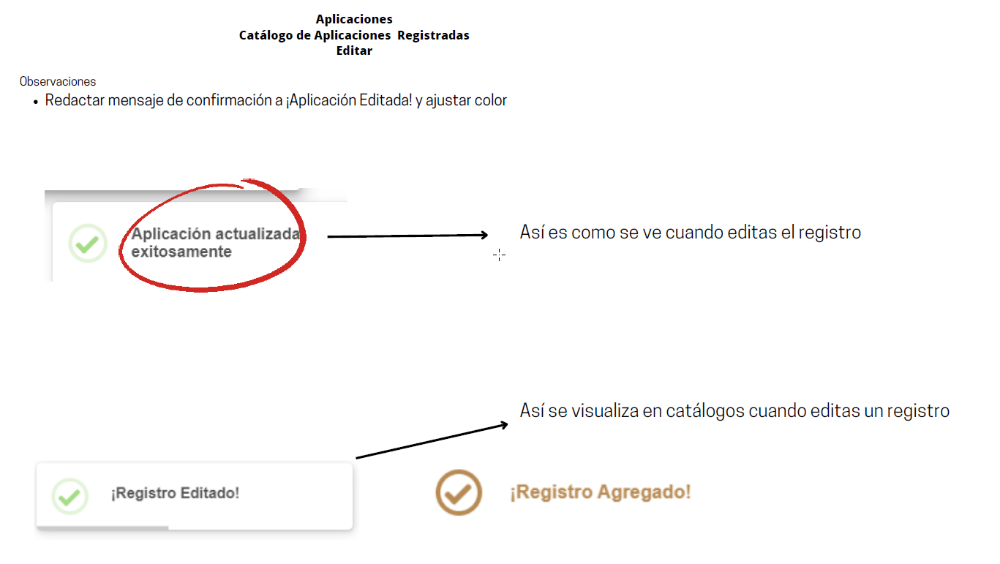 Aplicaciones
Catálogo de Aplicaciones Registradas
Editar
Observaciones
• Redactar mensaje de confirmación a ¡Aplicación Editada! y ajustar color
Aplicación actualizada
exitosamente
Así es como se ve cuando editas el registro
Así se visualiza en catálogos cuando editas un registro
¡Registro Editado!
¡Registro Agregado!